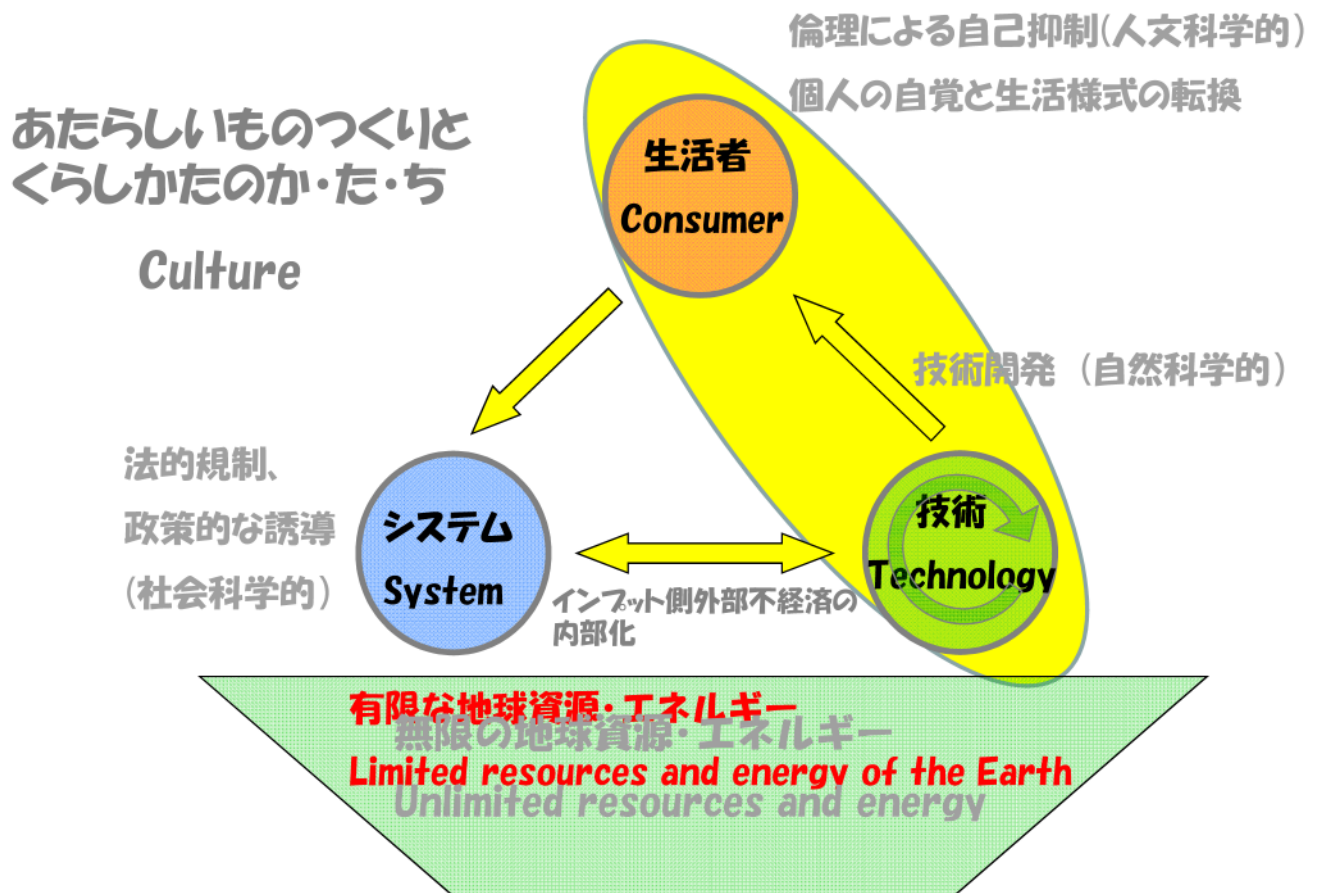 倫理による自己抑制(人文科学的)
個人の自覚と生活様式の転換
あたらしいものつくりと
くらしかたのか・た・ち
Culture
生活者
Consumer
技術開発 (自然科学的)
法的規制、
政策的な誘導
(社会科学的)
システム
System
技術
Technology
インプット側外部不経済の
内部化
有限な地球資源・エネルギー
無限の地球資源・エネルギー
Limited resources and energy of the Earth
Unlimited resources and energy